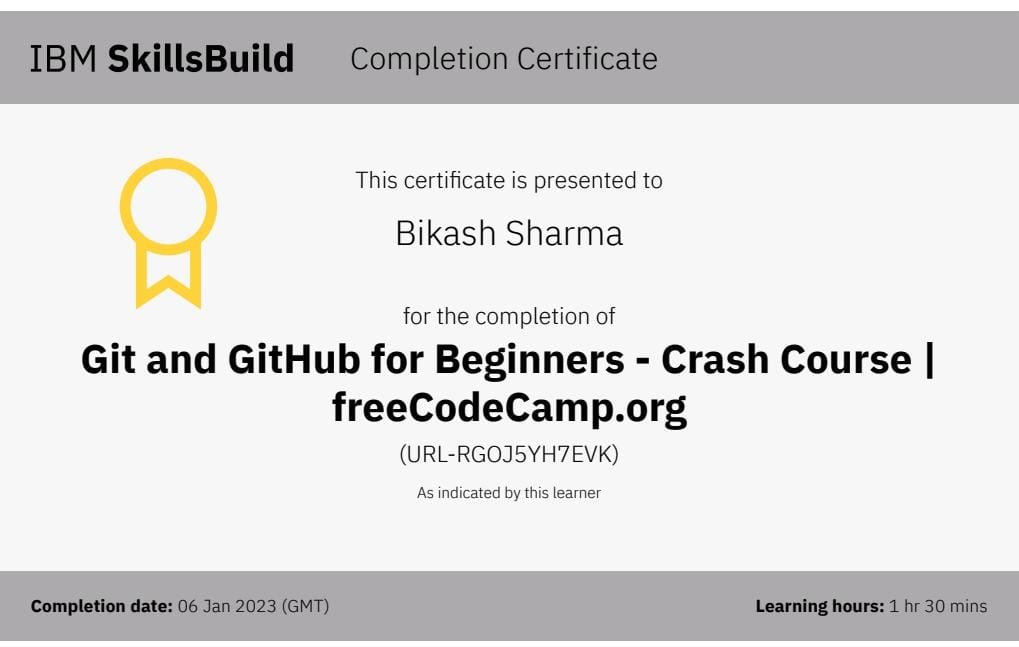 IBM SkillsBuild Completion Certificate
This certificate is presented to
Bikash Sharma
for the completion of
Git and GitHub for Beginners - Crash Course |
freeCodeCamp.org
(URL-RGOJ5YH7EVK)
As indicated by this learner
Completion date: 06 Jan 2023 (GMT) Learning hours: 1 hr 30 mins